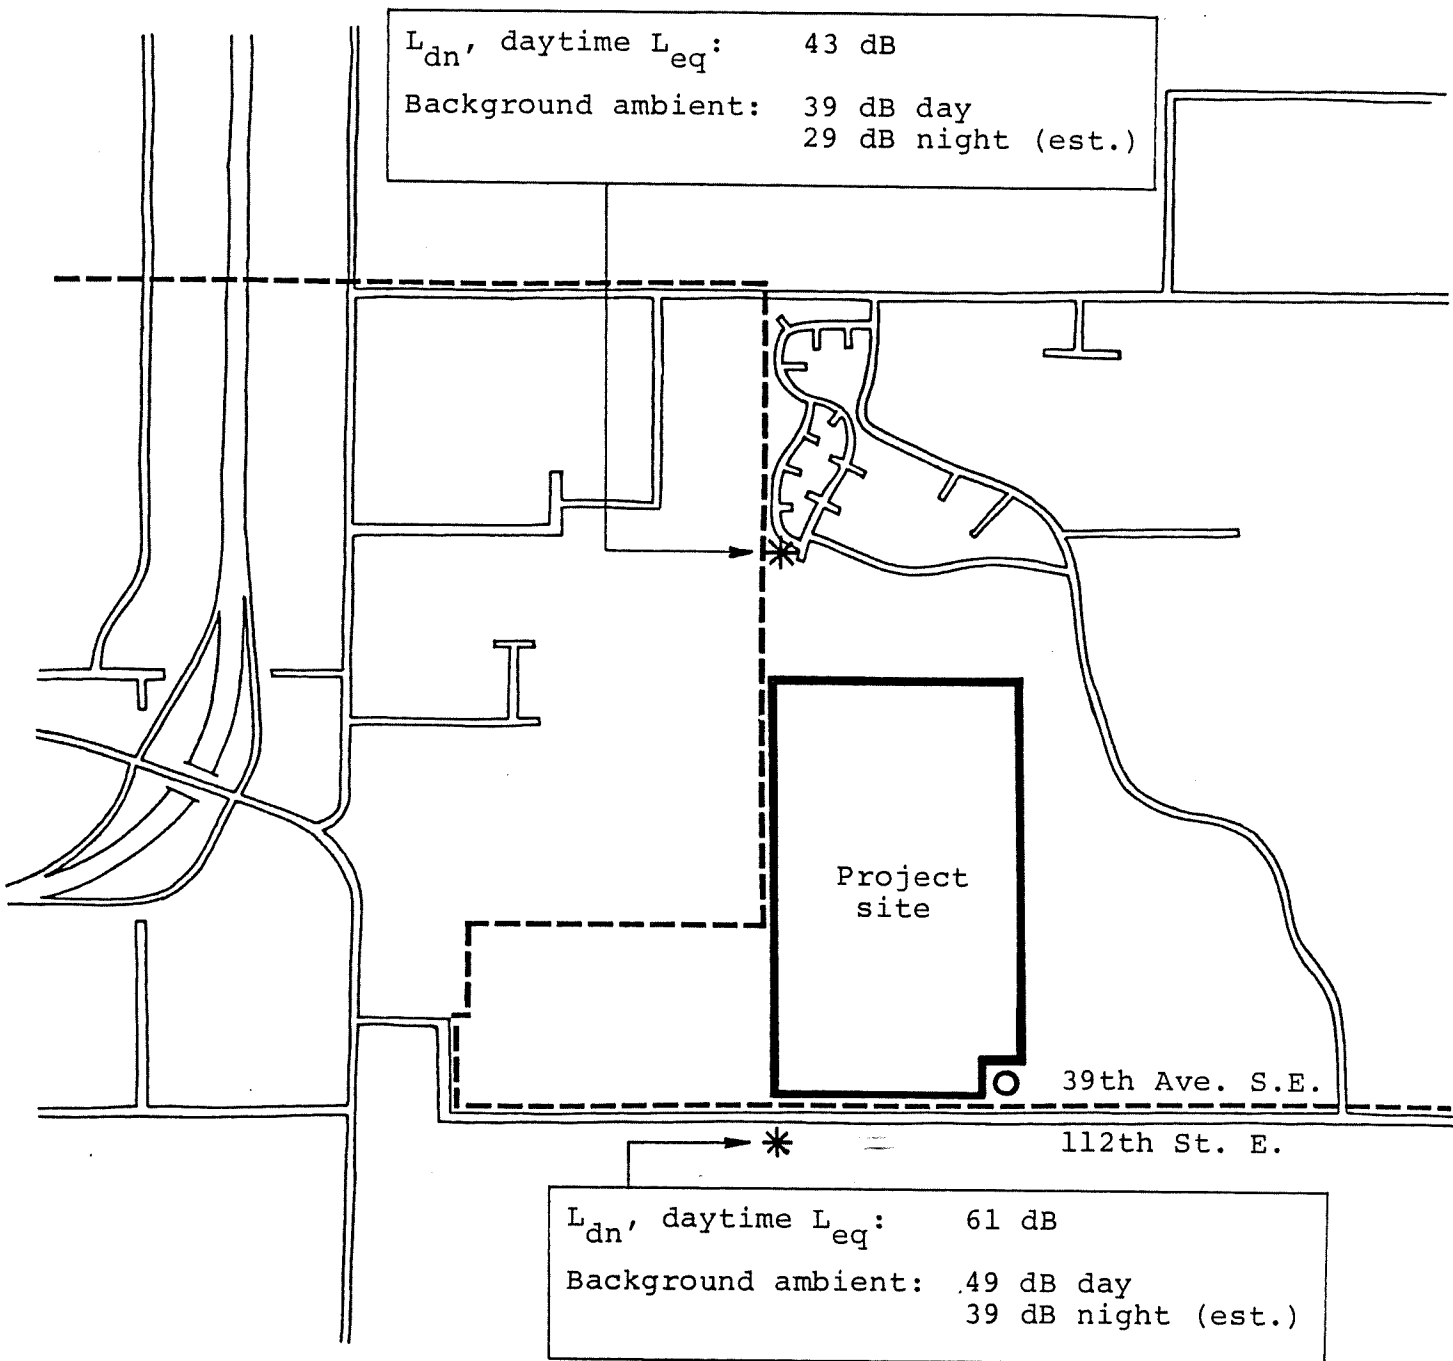 Ldn, daytime Leq: 43 dB
Background ambient: 39 dB day
29 dB night (est.)
Project
site
39th Ave. S.E.
112th St. E.
Ldn, daytime Leq: 61 dB
Background ambient: 49 dB day
39 dB night (est.)